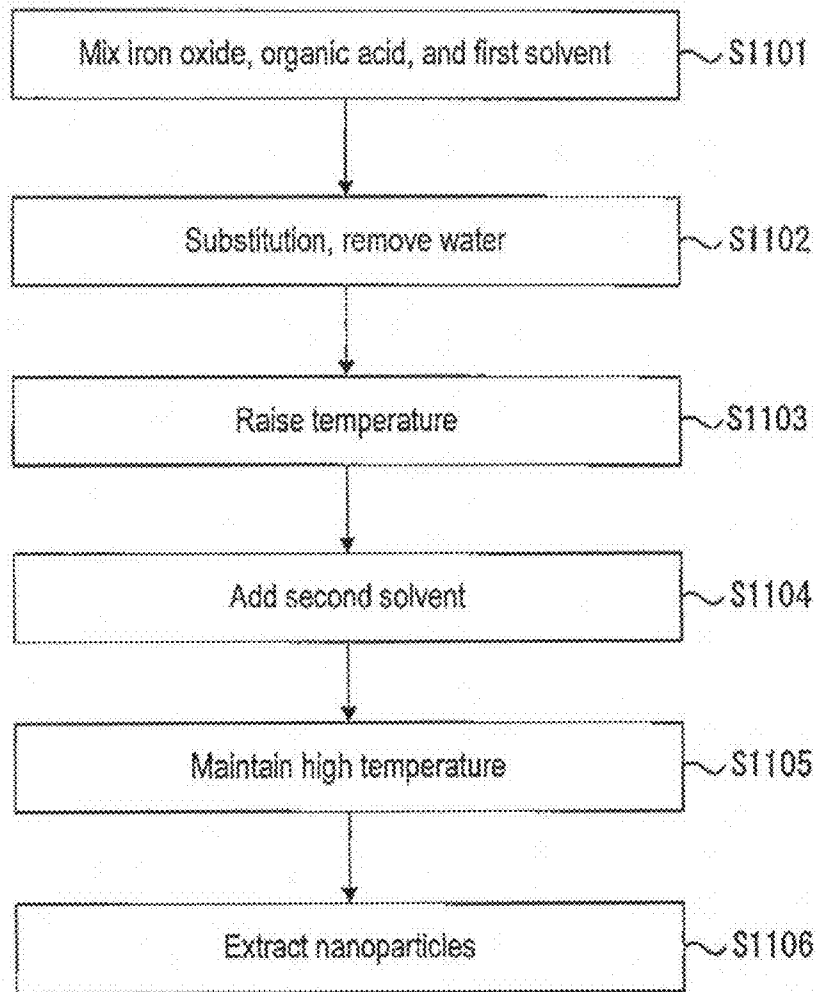 Mix iron oxide, organic acid, and first solvent S1101
Substitution, remove water S1102
Raise temperature S1103
Add second solvent S1104
Maintain high temperature S1105
Extract nanoparticles S1106